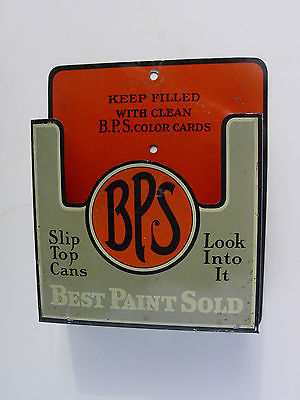 KEEP FILLED
WITH CLEAN
B.P.S. COLOR CARDS
BPS
Slip
Top
Cans
Look
Into
It
BEST PAINT SOLD